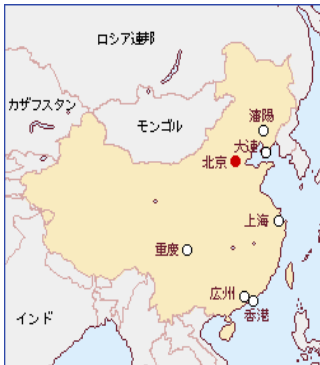 ロシア連邦
カザフスタン
モンゴル
瀋陽
大連
北京
上海
重慶
広州
香港
インド